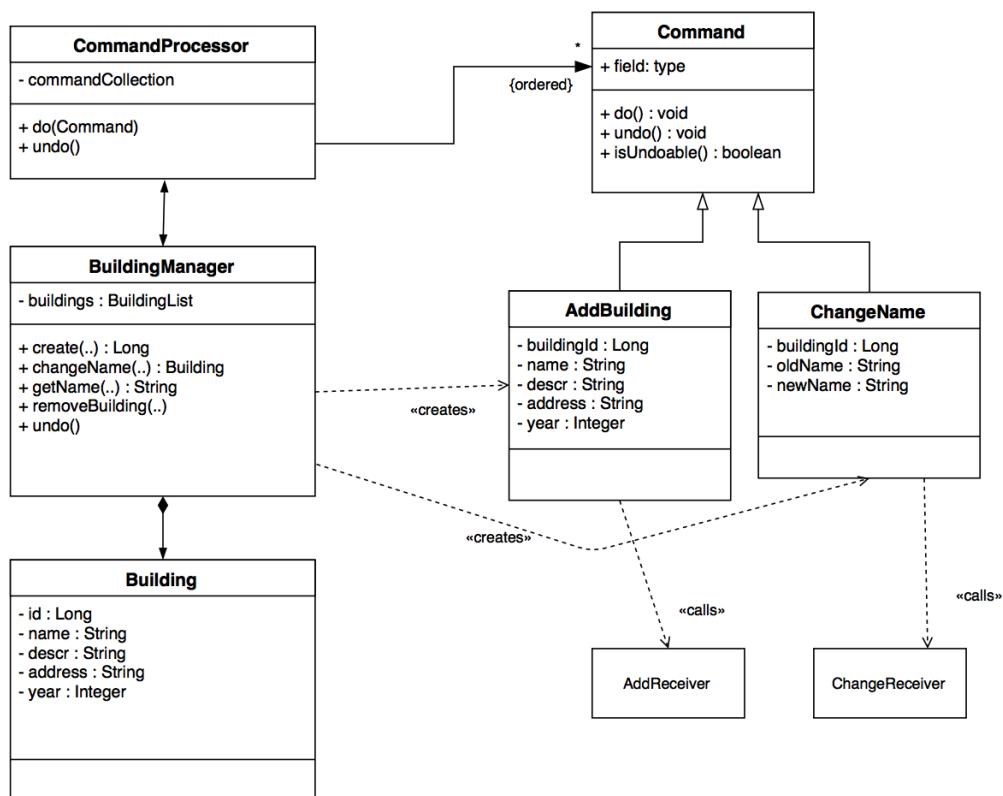 CommandProcessor
- commandCollection
+ do(Command)
+ undo()
*
{ordered}
Command
+ field: type
+ do() : void
+ undo() : void
+ isUndoable() : boolean
BuildingManager
- buildings : BuildingList
+ create(..) : Long
+ changeName(..) : Building
+ getName(..) : String
+ removeBuilding(..)
+ undo()
«creates»
«creates»
AddBuilding
- buildingId : Long
- name : String
- descr : String
- address : String
- year : Integer
ChangeName
- buildingId : Long
- oldName : String
- newName : String
Building
- id : Long
- name : String
- descr : String
- address : String
- year : Integer
«calls»
«calls»
AddReceiver
ChangeReceiver